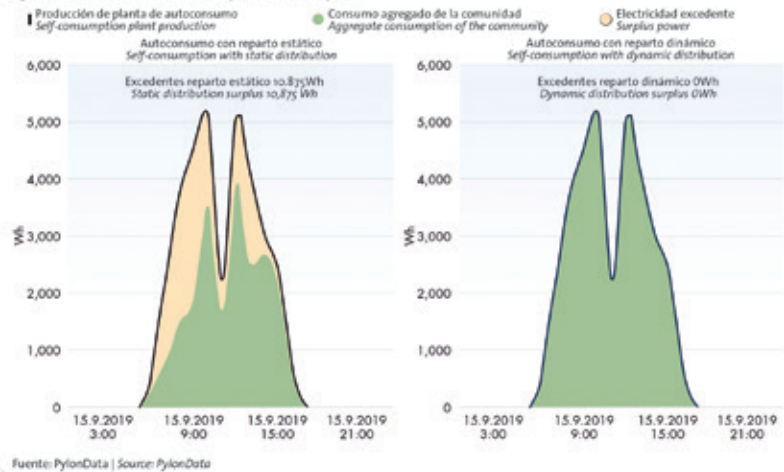 Producción de planta de autoconsumo
Self-consumption plant production
Consumo agregado de la comunidad
Aggregate consumption of the community
Electricidad excedente
Surplus power
Autoconsumo con reparto estático
Self-consumption with static distribution
6,000
Excedentes reparto estático 10.875Wh
Static distribution surplus 10,875 Wh
5,000
4,000
3,000
2,000
1,000
0
Wh
15.9.2019 15.9.2019 15.9.2019 15.9.2019
3:00 9:00 15:00 21:00
Autoconsumo con reparto dinámico
Self-consumption with dynamic distribution
6,000
Excedentes reparto dinámico 0Wh
Dynamic distribution surplus 0Wh
5,000
4,000
3,000
2,000
1,000
0
Wh
15.9.2019 15.9.2019 15.9.2019 15.9.2019
3:00 9:00 15:00 21:00
Fuente: PylonData | Source: PylonData